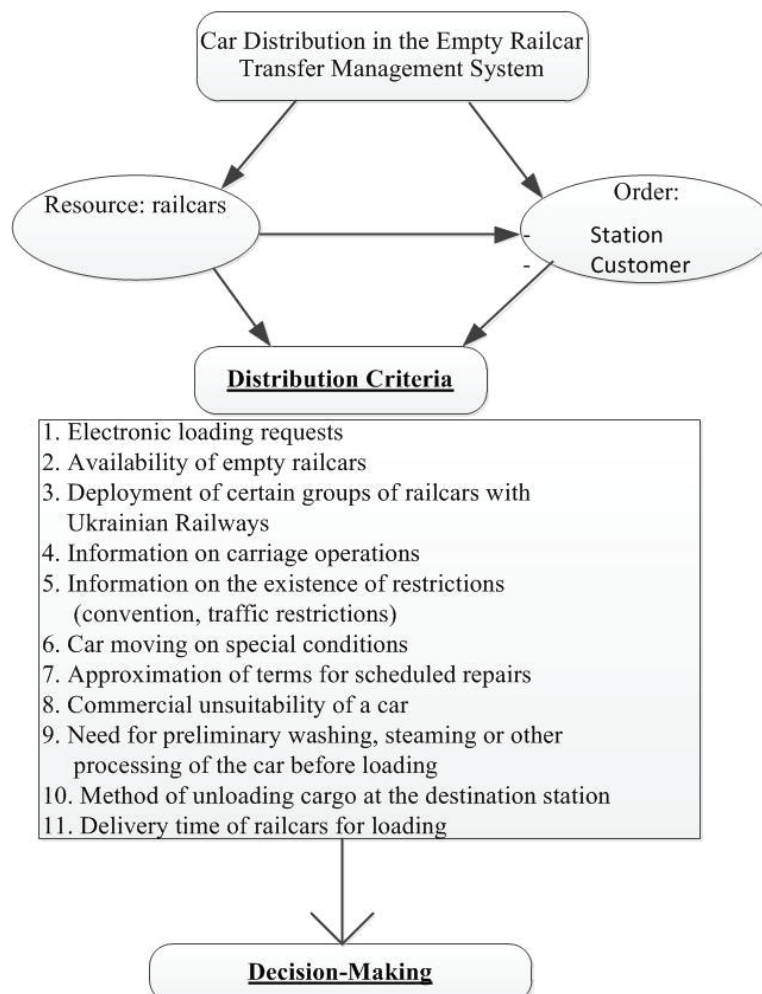 Car Distribution in the Empty Railcar
Transfer Management System
Resource: railcars
Order:
- Station
- Customer
Distribution Criteria
1. Electronic loading requests
2. Availability of empty railcars
3. Deployment of certain groups of railcars with
Ukrainian Railways
4. Information on carriage operations
5. Information on the existence of restrictions
(convention, traffic restrictions)
6. Car moving on special conditions
7. Approximation of terms for scheduled repairs
8. Commercial unsuitability of a car
9. Need for preliminary washing, steaming or other
processing of the car before loading
10. Method of unloading cargo at the destination station
11. Delivery time of railcars for loading
Decision-Making